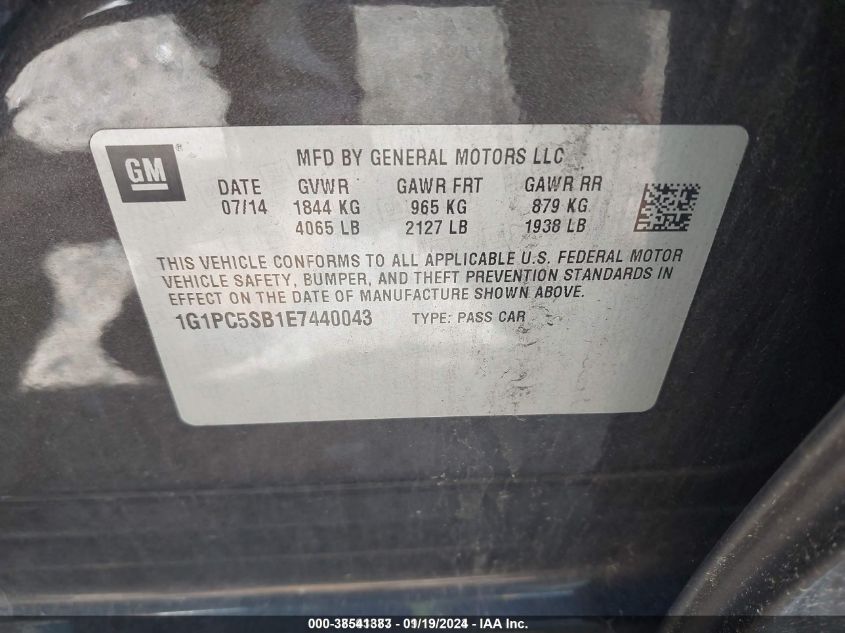 GM
MFD BY GENERAL MOTORS LLC
DATE GVWR GAWR FRT GAWR RR
07/14 1844 KG 965 KG 879 KG
4065 LB 2127 LB 1938 LB
THIS VEHICLE CONFORMS TO ALL APPLICABLE U.S. FEDERAL MOTOR
VEHICLE SAFETY, BUMPER, AND THEFT PREVENTION STANDARDS IN
EFFECT ON THE DATE OF MANUFACTURE SHOWN ABOVE.
1G1PC5SB1E7440043 TYPE: PASS CAR
000-38541383 - 01/19/2024 - IAA Inc.